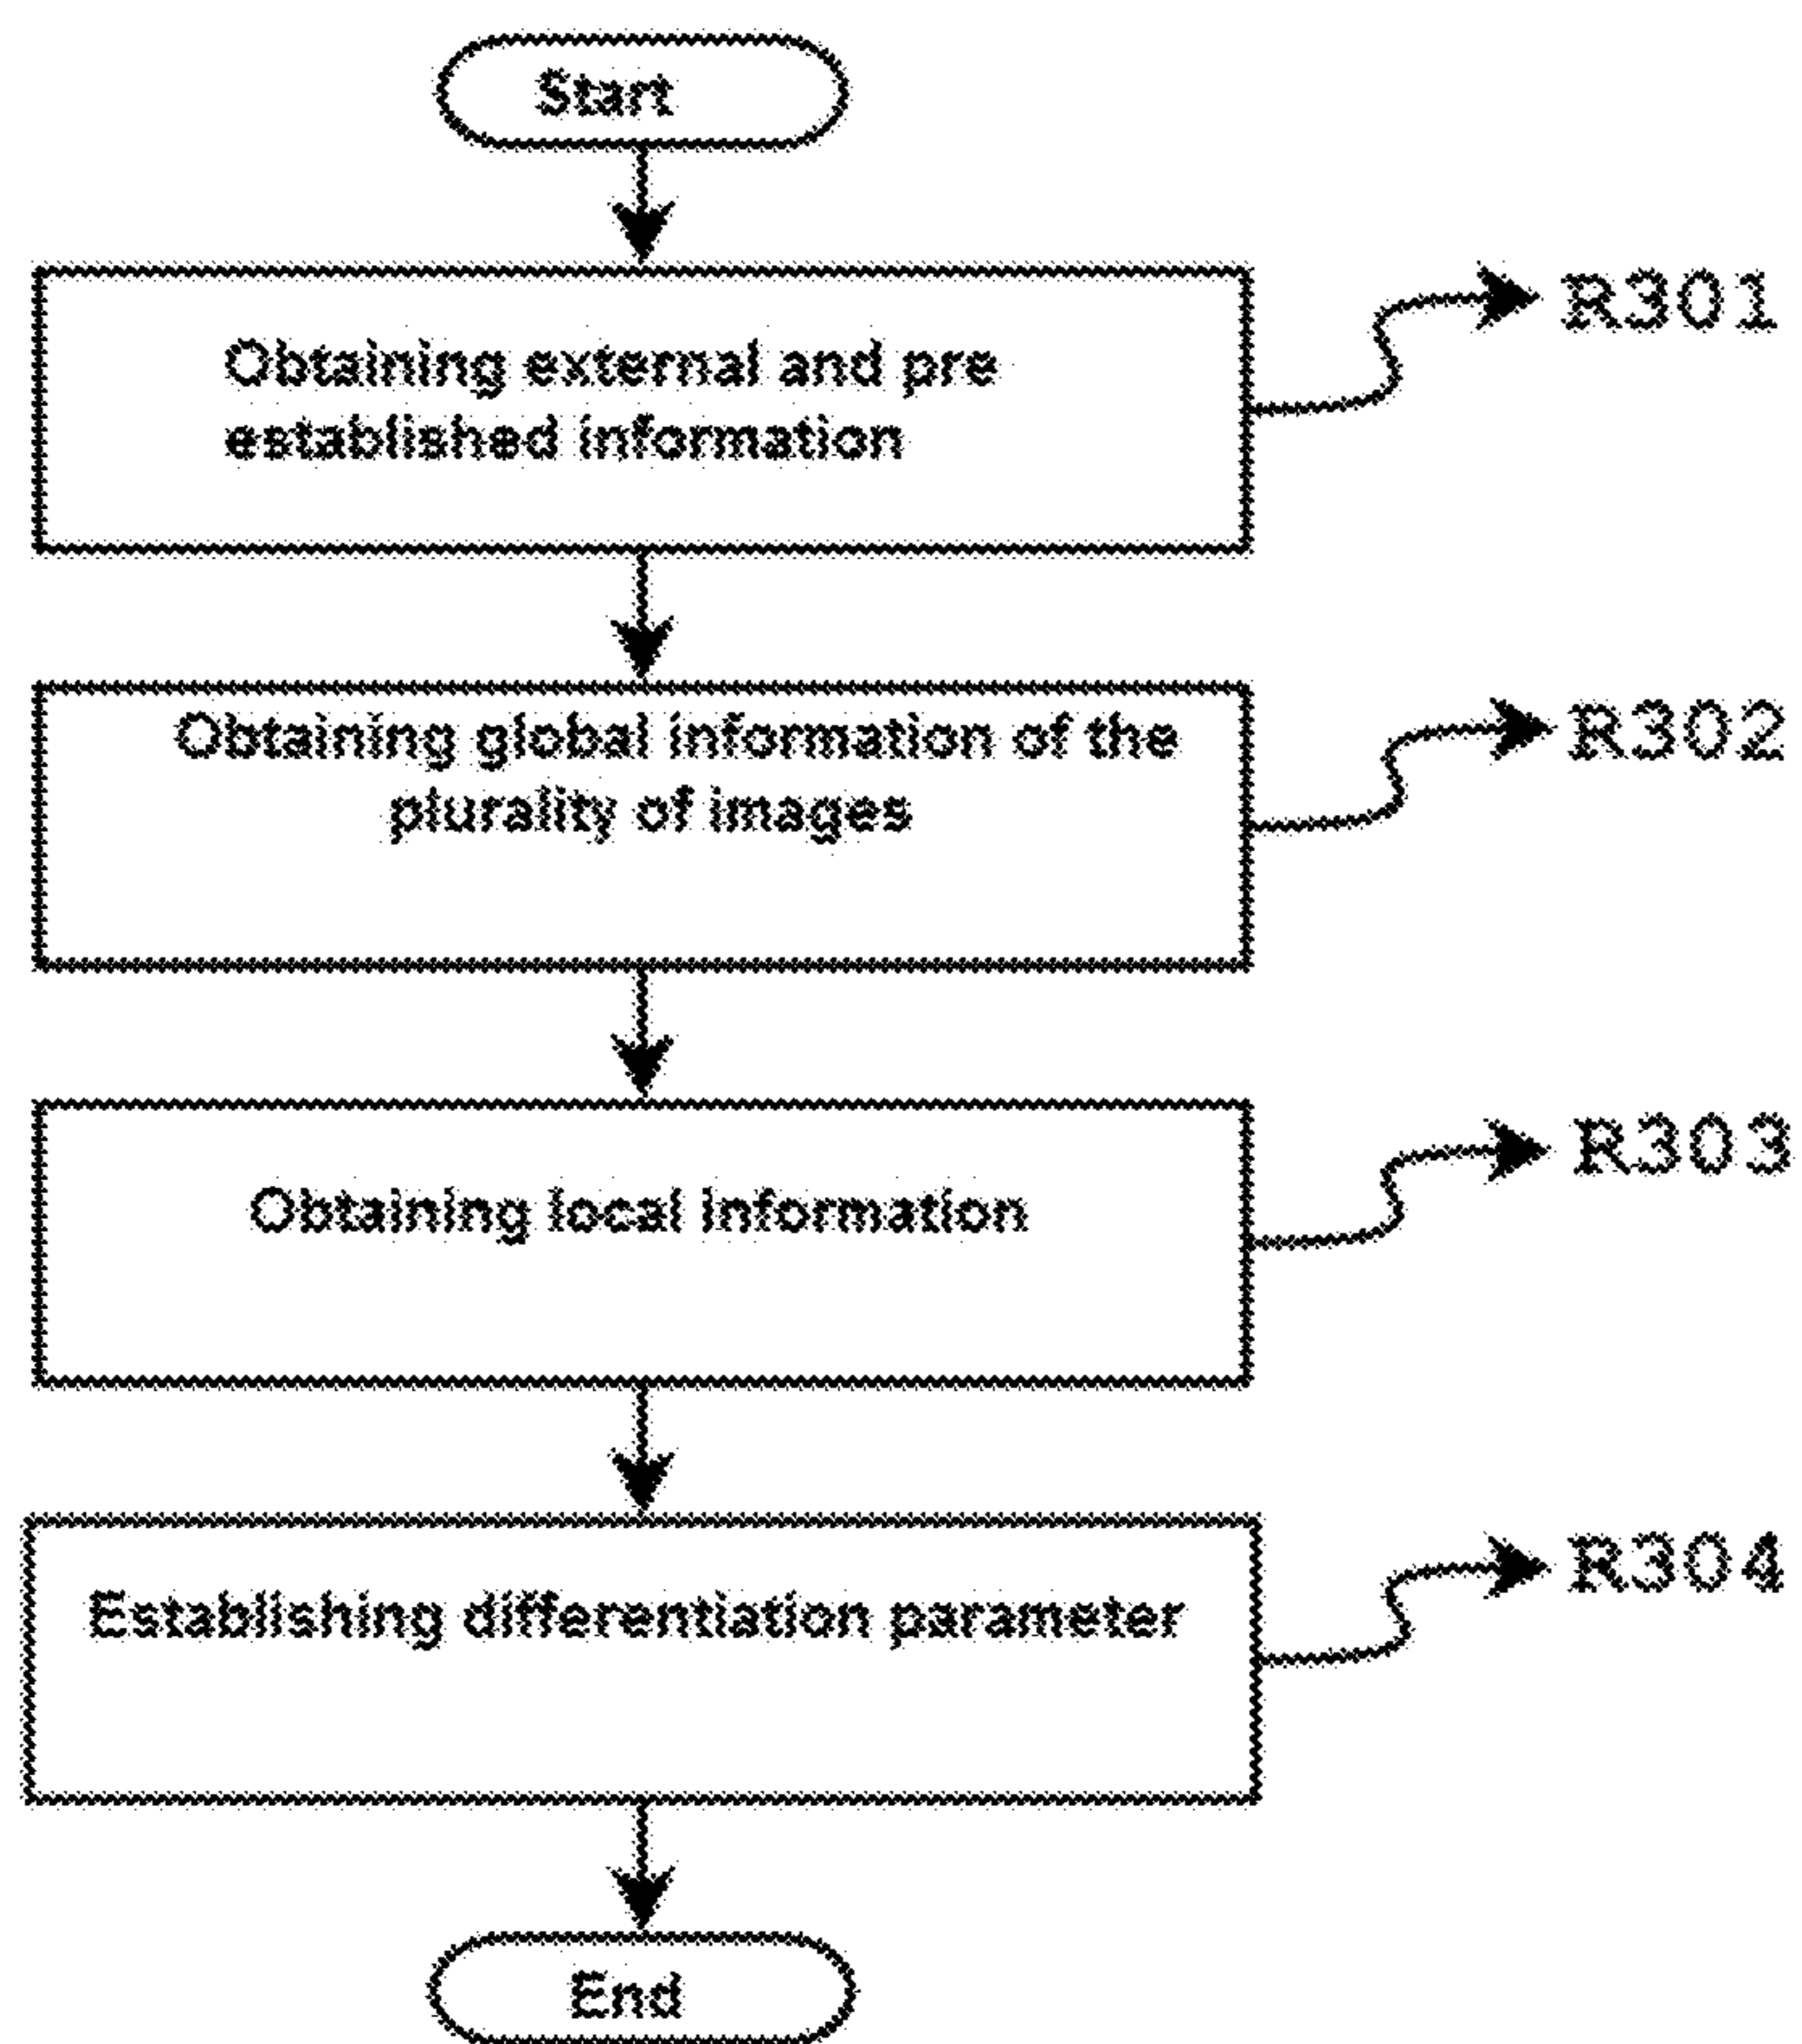 Start
Obtaining external and pre
established information
R301
Obtaining global information of the
plurality of images
R302
Obtaining local information
R303
Establishing differentiation parameter
R304
End